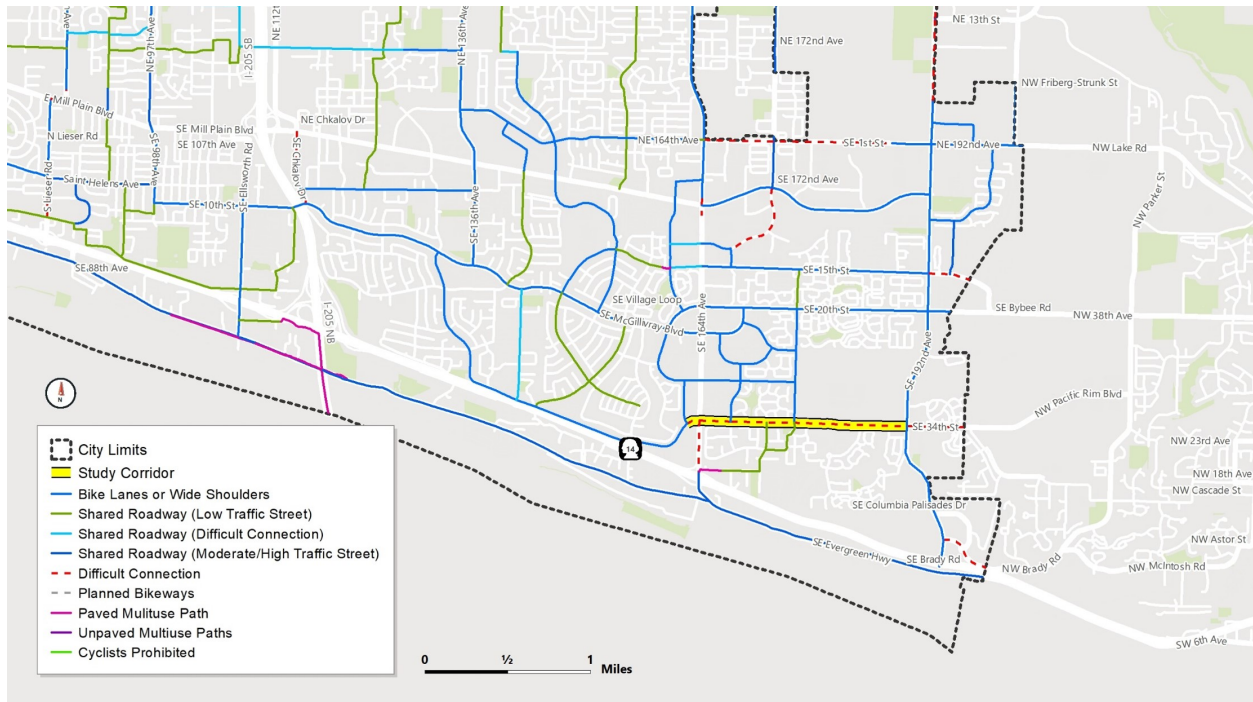 NE 13th St
NE 97th Ave
NE 112t
I-205 SB
NE 136th Ave
NE 172nd Ave
NW Friberg-Strunk St
E Mill Plain Blvd
NE Chkalov Dr
N Lieser Rd
SE Mill Plain Blvd
SE 107th Ave
NE 164th Ave
SE 1st St
NE 192nd Ave
NW Lake Rd
SE 98th Ave
SE Ellsworth Rd
SE Chkalov Dr
S Lieser Rd
Saint Helens Ave
SE 172nd Ave
NW Parker St
SE 10th St
SE 136th Ave
SE 88th Ave
SE 15th St
I-205 NB
SE Village Loop
SE 164th Ave
SE 20th St
SE Bybee Rd
NW 38th Ave
SE McGillivray Blvd
SE 192nd Ave
N
NW Pacific Rim Blvd
SE 34th St
NW 23rd Ave
14
NW 18th Ave
NW Cascade St
SE Columbia Palisades Dr
NW Astor St
SE Evergreen Hwy
SE Brady Rd
NW Brady Rd
NW McIntosh Rd
SW 6th Ave
City Limits
Study Corridor
Bike Lanes or Wide Shoulders
Shared Roadway (Low Traffic Street)
Shared Roadway (Difficult Connection)
Shared Roadway (Moderate/High Traffic Street)
Difficult Connection
Planned Bikeways
Paved Mulituse Path
Unpaved Multiuse Paths
Cyclists Prohibited
0 ½ 1
Miles